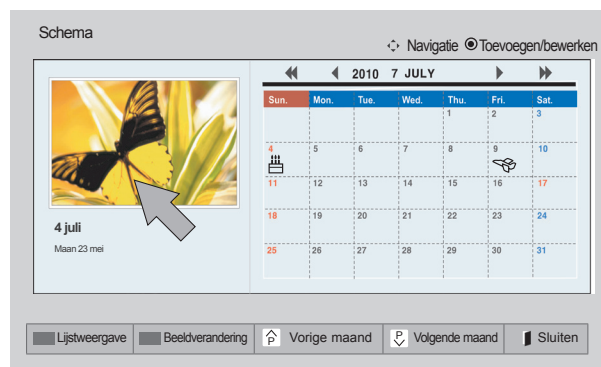 Schema
Navigatie Toevoegen/bewerken
2010 7 JULY
Sun. Mon. Tue. Wed. Thu. Fri. Sat.
1 2 3
4 5 6 7 8 9 10
11 12 13 14 15 16 17
18 19 20 21 22 23 24
25 26 27 28 29 30 31
4 juli
Maan 23 mei
Lijstweergave Beeldverandering P Vorige maand P Volgende maand Sluiten